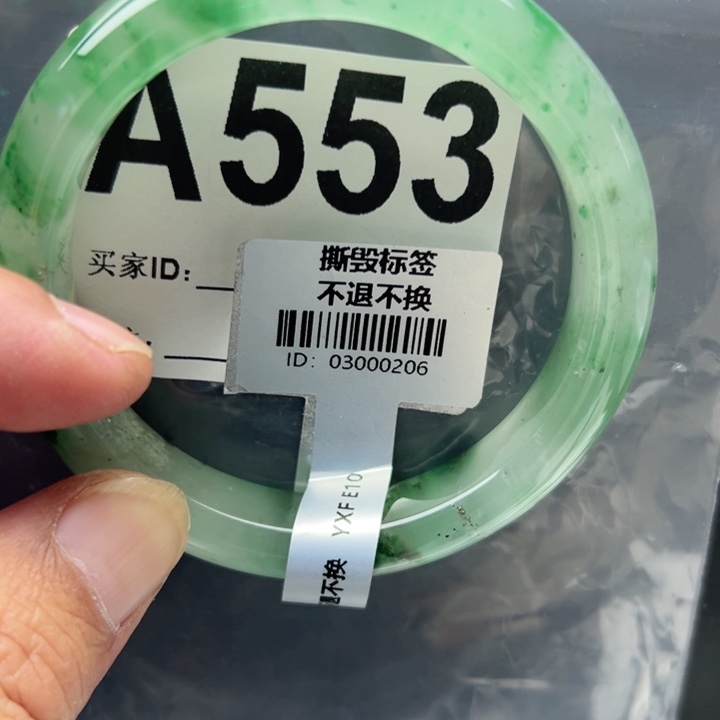 A553
买家ID:
撕毁标签
不退不换
ID: 03000206
YXF E10
退不换